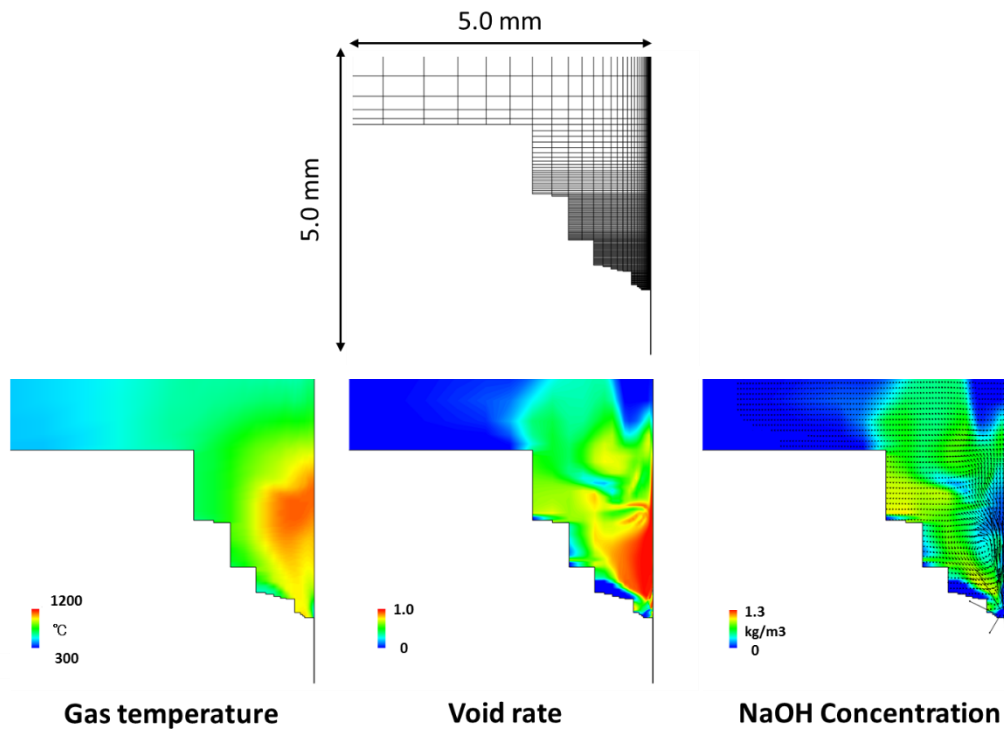 5.0 mm
5.0 mm
1200
℃
300
Gas temperature
1.0
0
Void rate
1.3
kg/m3
0
NaOH Concentration